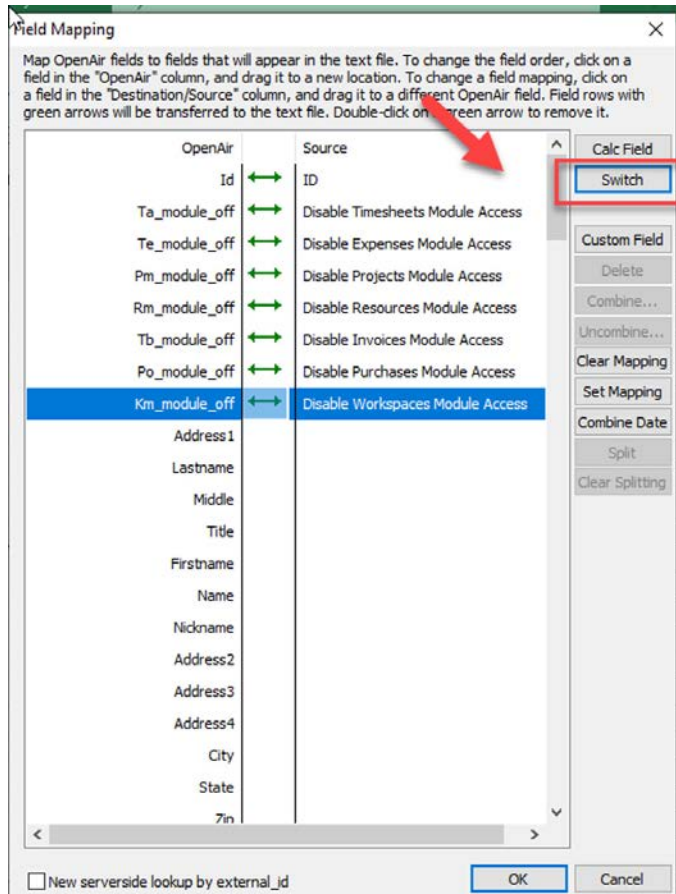 Field Mapping
Map OpenAir fields to fields that will appear in the text file. To change the field order, click on a
field in the "OpenAir" column, and drag it to a new location. To change a field mapping, click on
a field in the "Destination/Source" column, and drag it to a different OpenAir field. Field rows with
green arrows will be transferred to the text file. Double-click on green arrow to remove it.
OpenAir Source
Id ID
Ta_module_off Disable Timesheets Module Access
Te_module_off Disable Expenses Module Access
Pm_module_off Disable Projects Module Access
Rm_module_off Disable Resources Module Access
Tb_module_off Disable Invoices Module Access
Po_module_off Disable Purchases Module Access
Km_module_off Disable Workspaces Module Access
Address1
Lastname
Middle
Title
Firstname
Name
Nickname
Address2
Address3
Address4
City
State
Zip
Calc Field
Switch
Custom Field
Delete
Combine...
Uncombine...
Clear Mapping
Set Mapping
Combine Date
Split
Clear Splitting
New serverside lookup by external_id
OK
Cancel